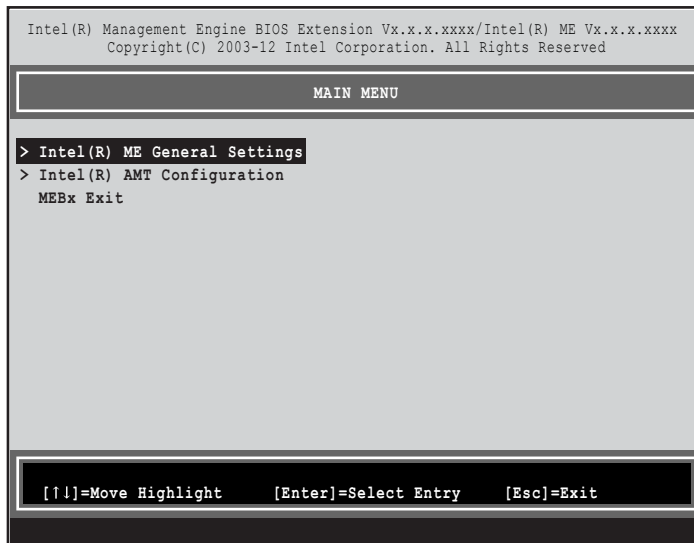 Intel(R) Management Engine BIOS Extension Vx.x.x.xxxx/Intel(R) ME Vx.x.x.xxxx
Copyright(C) 2003-12 Intel Corporation. All Rights Reserved
MAIN MENU
> Intel(R) ME General Settings
> Intel(R) AMT Configuration
MEBx Exit
[↑↓]=Move Highlight [Enter]=Select Entry [Esc]=Exit